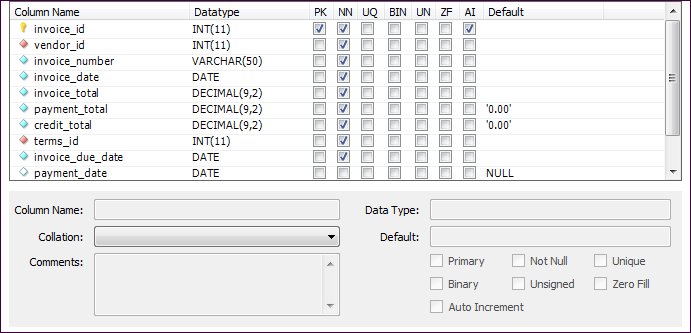 Column Name Datatype PK NN UQ BIN UN ZF AI Default
invoice_id INT(11)
vendor_id INT(11)
invoice_number VARCHAR(50)
invoice_date DATE
invoice_total DECIMAL(9,2)
payment_total DECIMAL(9,2) '0.00'
credit_total DECIMAL(9,2) '0.00'
terms_id INT(11)
invoice_due_date DATE
payment_date DATE NULL
Column Name: Data Type:
Collation: Default:
Comments: Primary Not Null Unique
Binary Unsigned Zero Fill
Auto Increment